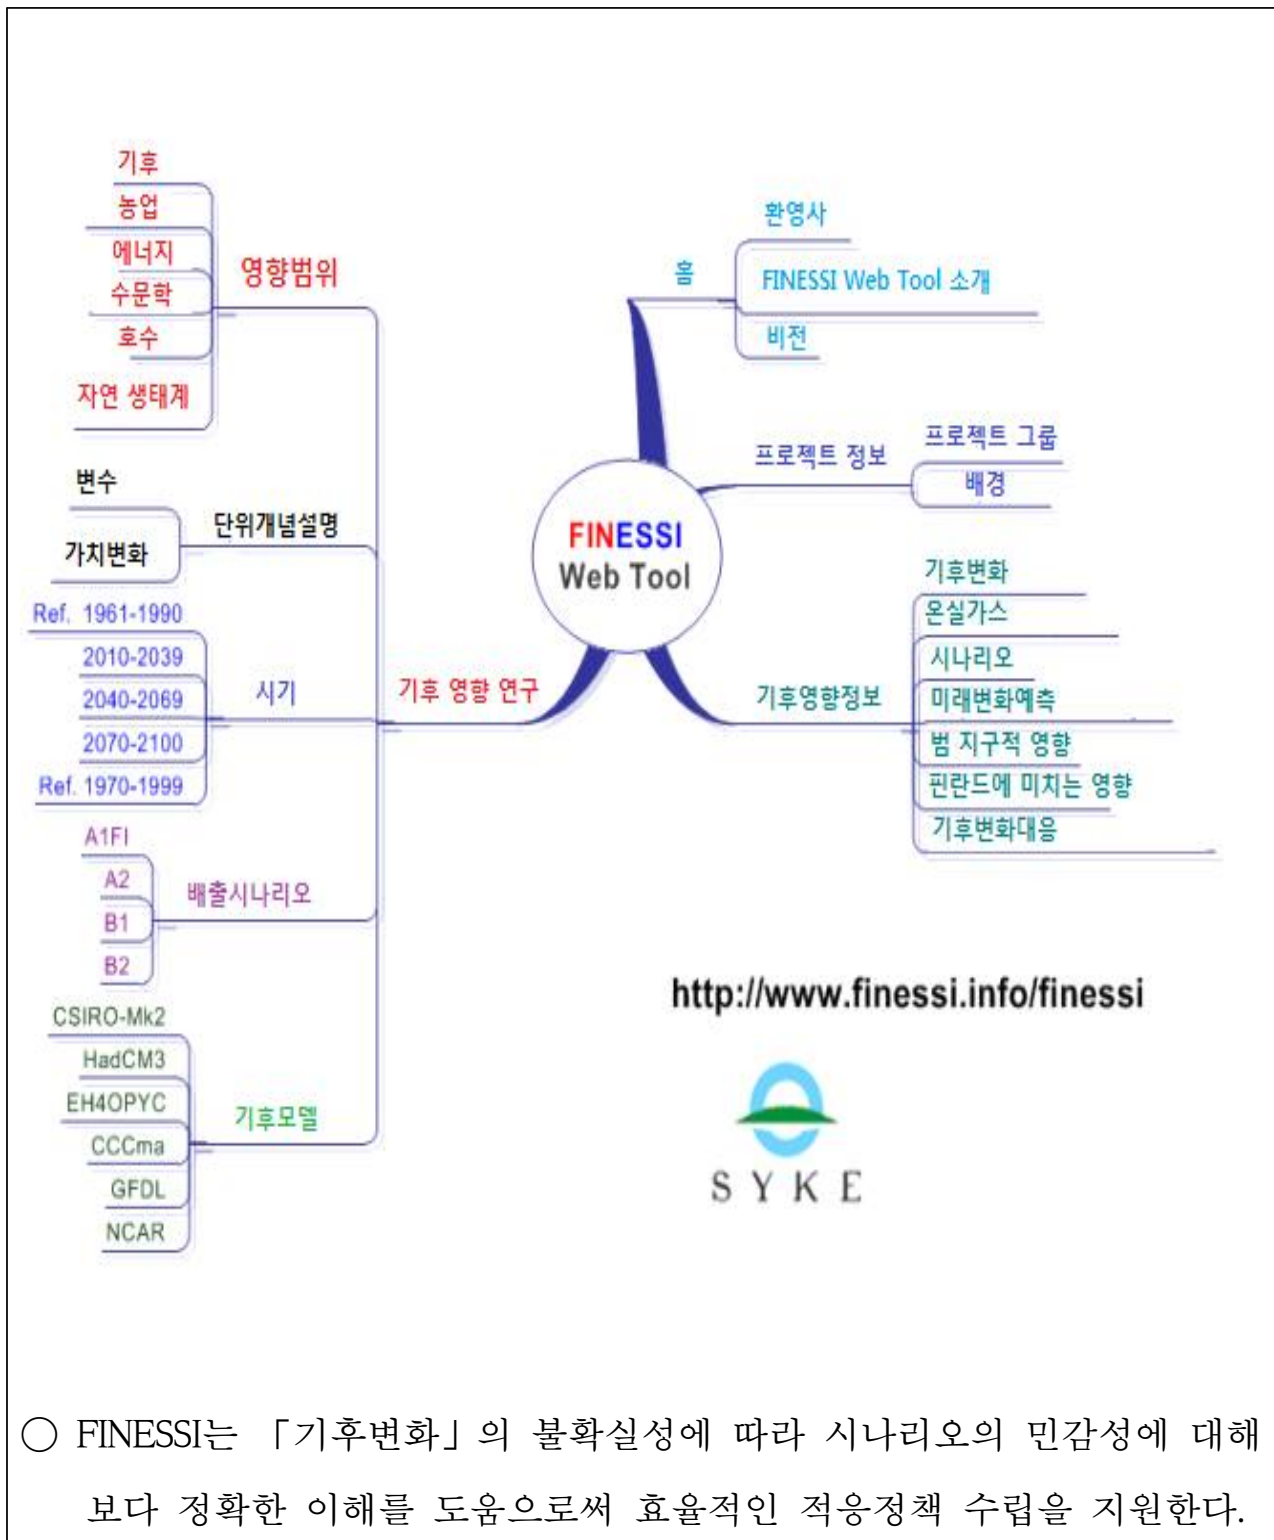 기후
농업
에너지
수문학
호수
자연 생태계
영향범위
변수
가치변화
단위개념설명
Ref. 1961-1990
2010-2039
2040-2069
2070-2100
Ref. 1970-1999
시기
A1FI
A2
B1
B2
배출시나리오
CSIRO-Mk2
HadCM3
EH4OPYC
CCCma
GFDL
NCAR
기후모델
기후 영향 연구
FINESSI
Web Tool
홈
환영사
FINESSI Web Tool 소개
비전
프로젝트 정보
프로젝트 그룹
배경
기후영향정보
기후변화
온실가스
시나리오
미래변화예측
범 지구적 영향
핀란드에 미치는 영향
기후변화대응
http://www.finessi.info/finessi
SYKE
○ FINESSI는 「기후변화」의 불확실성에 따라 시나리오의 민감성에 대해
보다 정확한 이해를 도움으로써 효율적인 적응정책 수립을 지원한다.